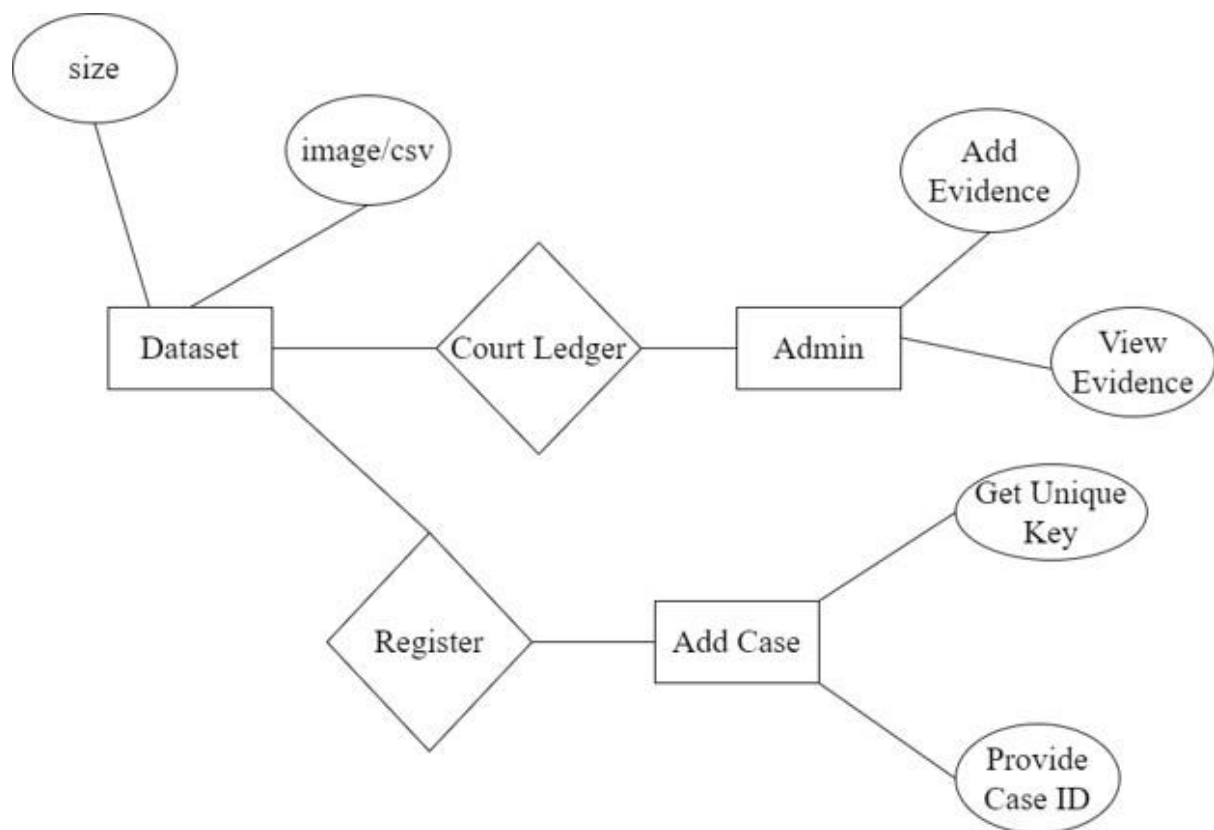 size
image/csv
Add
Evidence
Dataset
Court Ledger
Admin
View
Evidence
Get Unique
Key
Register
Add Case
Provide
Case ID